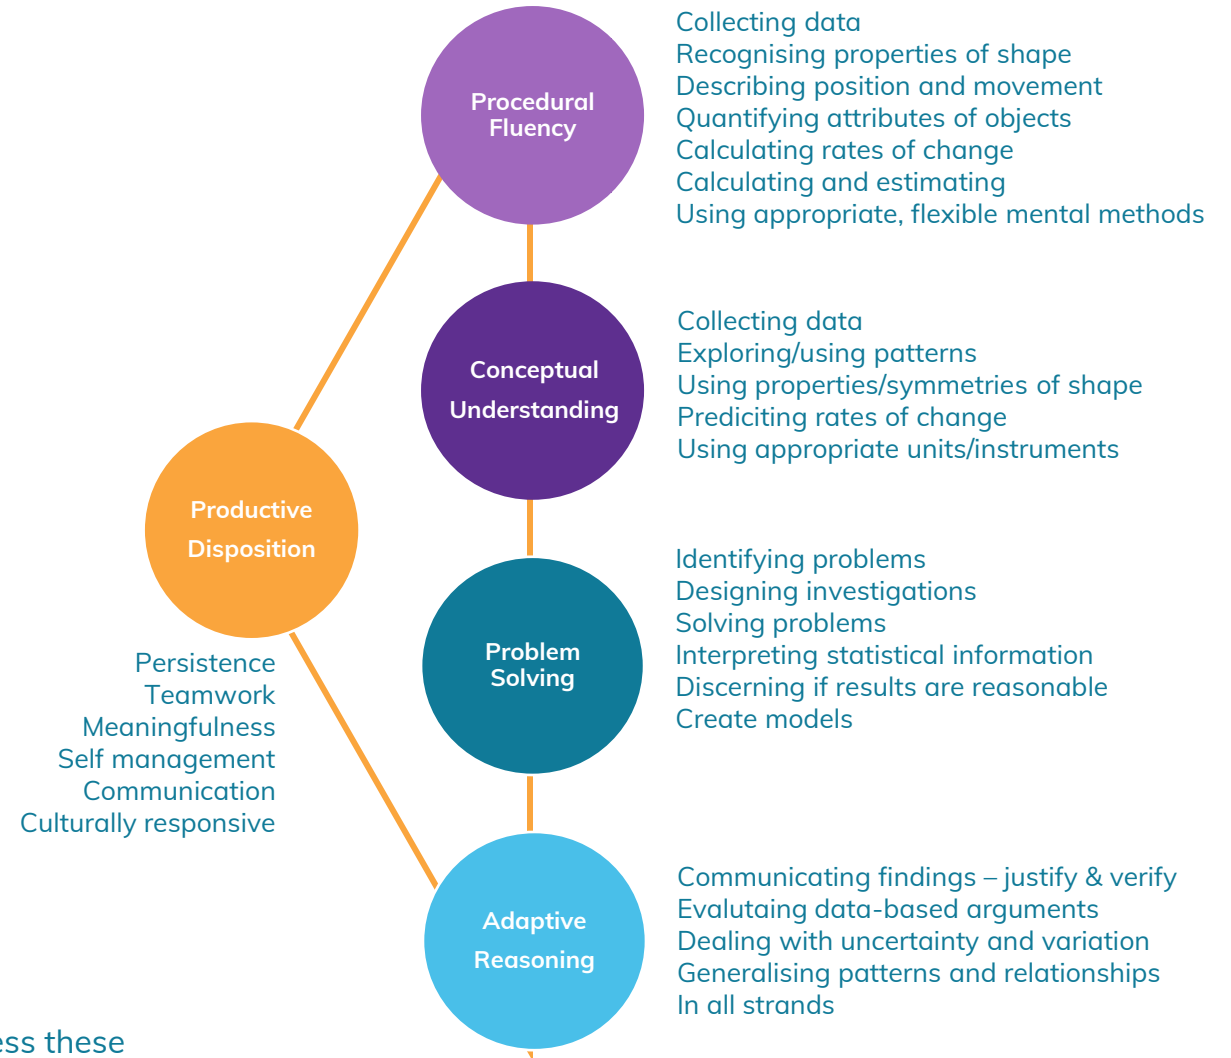 Procedural
Fluency
Collecting data
Recognising properties of shape
Describing position and movement
Quantifying attributes of objects
Calculating rates of change
Calculating and estimating
Using appropriate, flexible mental methods
Conceptual
Understanding
Collecting data
Exploring/using patterns
Using properties/symmetries of shape
Prediciting rates of change
Using appropriate units/instruments
Productive
Disposition
Persistence
Teamwork
Meaningfulness
Self management
Communication
Culturally responsive
Problem
Solving
Identifying problems
Designing investigations
Solving problems
Interpreting statistical information
Discerning if results are reasonable
Create models
Adaptive
Reasoning
Communicating findings – justify & verify
Evalutaing data-based arguments
Dealing with uncertainty and variation
Generalising patterns and relationships
In all strands
these